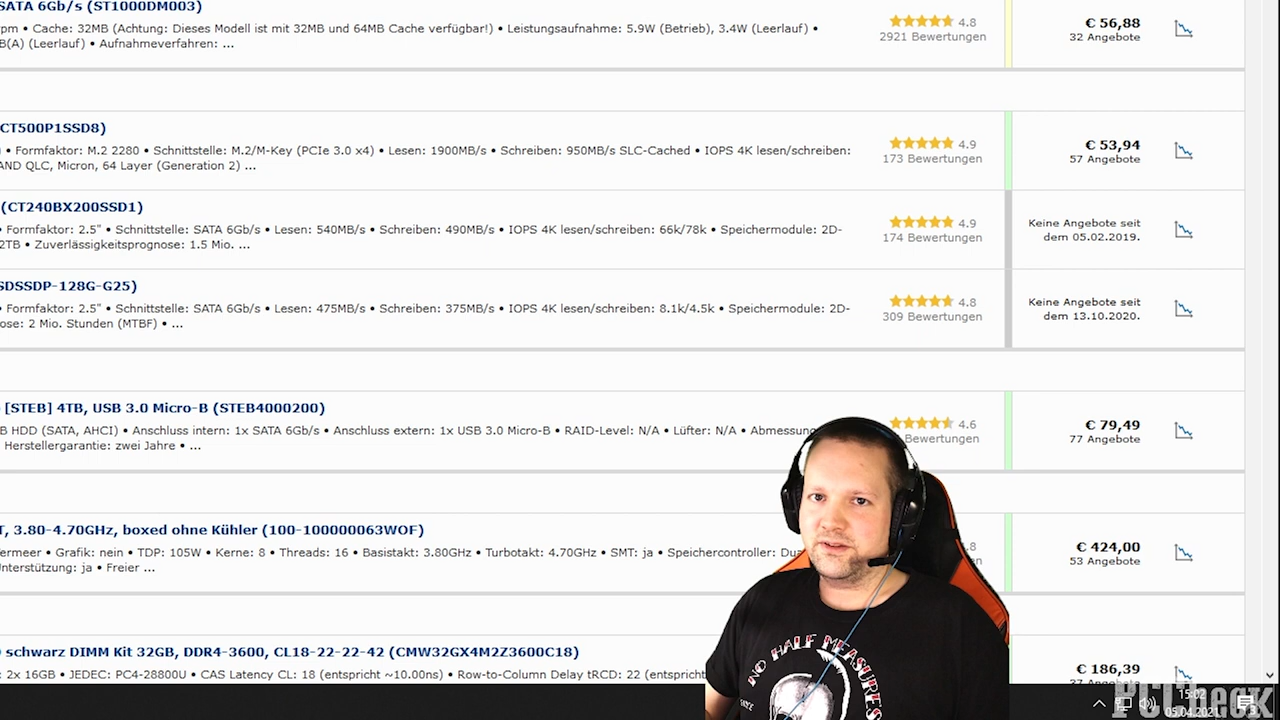 SATA 6Gb/s (ST1000DM003)
pm • Cache: 32MB (Achtung: Dieses Modell ist mit 32MB und 64MB Cache verfügbar!) • Leistungsaufnahme: 5.9W (Betrieb), 3.4W (Leerlauf) •
B(A) (Leerlauf) • Aufnahmeverfahren: ...
4.8
2921 Bewertungen
€ 56,88
32 Angebote
CT500P1SSD8)
• Formfaktor: M.2 2280 • Schnittstelle: M.2/M-Key (PCIe 3.0 x4) • Lesen: 1900MB/s • Schreiben: 950MB/s SLC-Cached • IOPS 4K lesen/schreiben:
AND QLC, Micron, 64 Layer (Generation 2) ...
4.9
173 Bewertungen
€ 53,94
57 Angebote
(CT240BX200SSD1)
• Formfaktor: 2.5" • Schnittstelle: SATA 6Gb/s • Lesen: 540MB/s • Schreiben: 490MB/s • IOPS 4K lesen/schreiben: 66k/78k • Speichermodule: 2D-
2TB • Zuverlässigkeitsprognose: 1.5 Mio. ...
4.9
174 Bewertungen
Keine Angebote seit
dem 05.02.2019.
SDSSDP-128G-G25)
• Formfaktor: 2.5" • Schnittstelle: SATA 6Gb/s • Lesen: 475MB/s • Schreiben: 375MB/s • IOPS 4K lesen/schreiben: 8.1k/4.5k • Speichermodule: 2D-
ose: 2 Mio. Stunden (MTBF) • ...
4.8
309 Bewertungen
Keine Angebote seit
dem 13.10.2020.
[STEB] 4TB, USB 3.0 Micro-B (STEB4000200)
B HDD (SATA, AHCI) • Anschluss intern: 1x SATA 6Gb/s • Anschluss extern: 1x USB 3.0 Micro-B • RAID-Level: N/A • Lüfter: N/A • Abmessung
Herstellergarantie: zwei Jahre • ...
4.6
Bewertungen
€ 79,49
77 Angebote
T, 3.80-4.70GHz, boxed ohne Kühler (100-100000063WOF)
ermeer • Grafik: nein • TDP: 105W • Kerne: 8 • Threads: 16 • Basistakt: 3.80GHz • Turbotakt: 4.70GHz • SMT: ja • Speichercontroller: Dua
nterstützung: ja • Freier ...
.8
en
€ 424,00
53 Angebote
schwarz DIMM Kit 32GB, DDR4-3600, CL18-22-22-42 (CMW32GX4M2Z3600C18)
: 2x 16GB • JEDEC: PC4-28800U • CAS Latency CL: 18 (entspricht ~10.00ns) • Row-to-Column Delay tRCD: 22 (entspricht
€ 186,39
37 Angebote
NO HALF MEASURES
15:02
05.04.2021